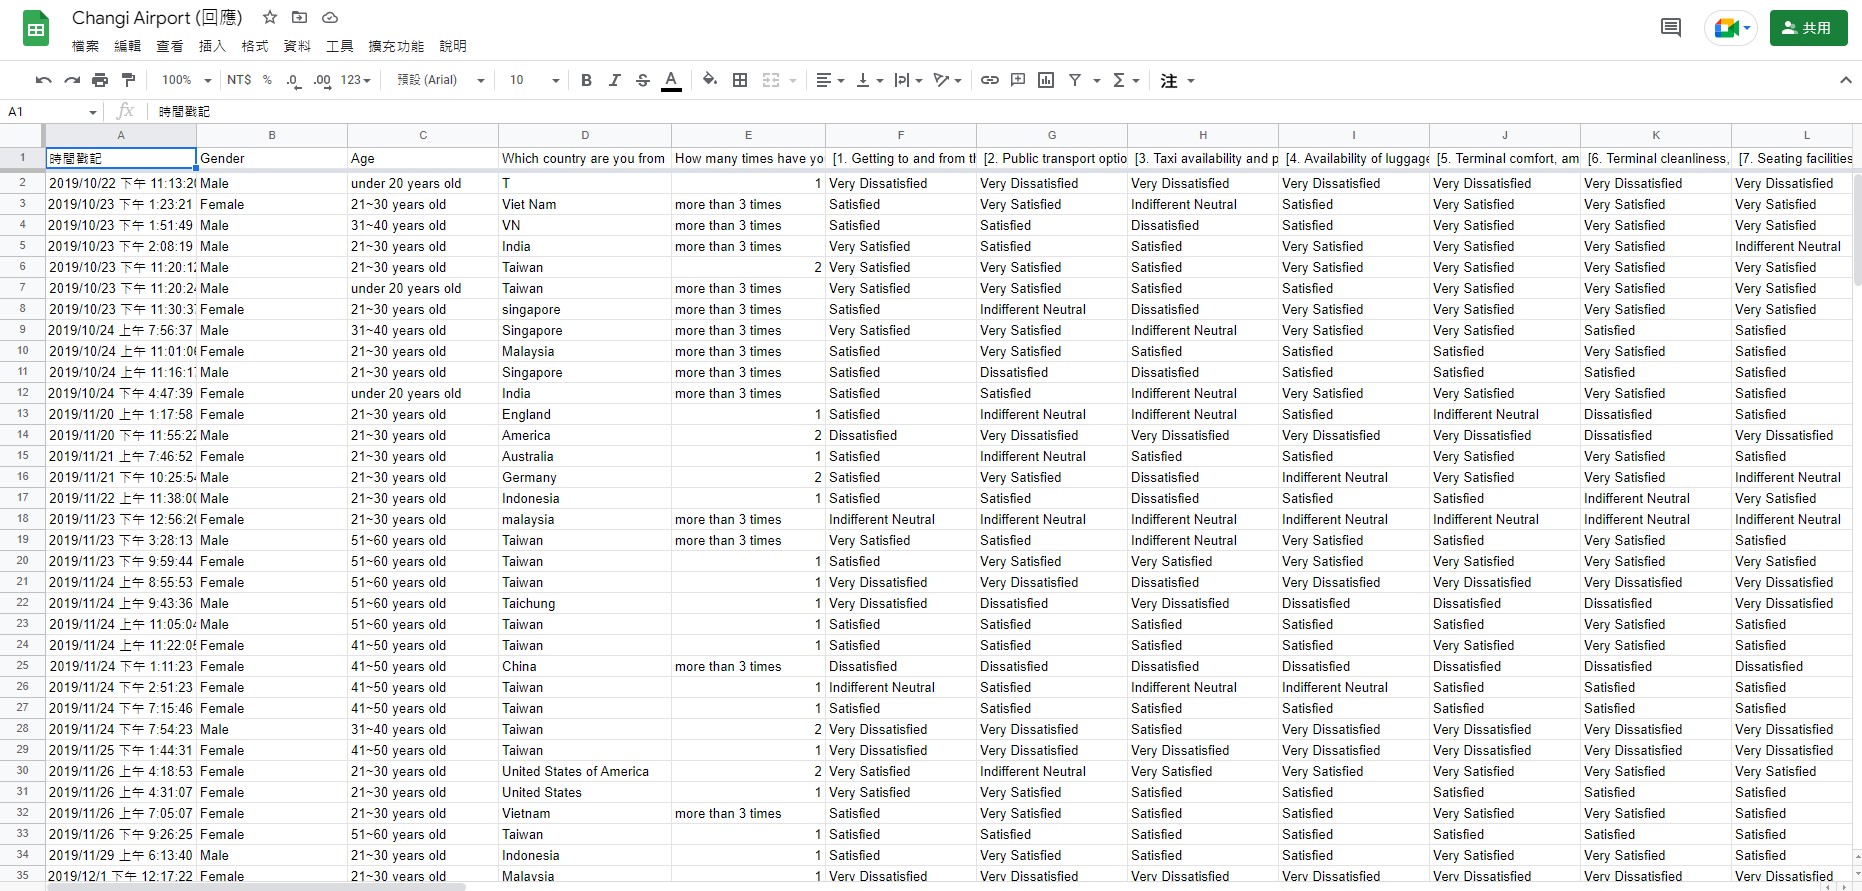 Changi Airport (回應)
檔案 編輯 查看 插入 格式 資料 工具 擴充功能 說明
共用
100% NT$ % .0 .00 123 預設 (Arial) 10 B I S A 注
A1 fx 時間戳記
A B C D E F G H I J K L
1 時間戳記 Gender Age Which country are you from How many times have yo [1. Getting to and from th [2. Public transport optio [3. Taxi availability and p [4. Availability of luggage [5. Terminal comfort, am [6. Terminal cleanliness, [7. Seating facilities
2 2019/10/22 下午 11:13:20 Male under 20 years old T 1 Very Dissatisfied Very Dissatisfied Very Dissatisfied Very Dissatisfied Very Dissatisfied Very Dissatisfied Very Dissatisfied
3 2019/10/23 下午 1:23:21 Female 21~30 years old Viet Nam more than 3 times Satisfied Very Satisfied Indifferent Neutral Satisfied Very Satisfied Very Satisfied Very Satisfied
4 2019/10/23 下午 1:51:49 Male 31~40 years old VN more than 3 times Satisfied Satisfied Dissatisfied Satisfied Very Satisfied Very Satisfied Very Satisfied
5 2019/10/23 下午 2:08:19 Male 21~30 years old India more than 3 times Very Satisfied Satisfied Satisfied Very Satisfied Very Satisfied Very Satisfied Indifferent Neutral
6 2019/10/23 下午 11:20:12 Male 21~30 years old Taiwan 2 Very Satisfied Very Satisfied Satisfied Very Satisfied Very Satisfied Very Satisfied Very Satisfied
7 2019/10/23 下午 11:20:24 Male under 20 years old Taiwan more than 3 times Very Satisfied Very Satisfied Satisfied Satisfied Very Satisfied Very Satisfied Very Satisfied
8 2019/10/23 下午 11:30:3 Female 21~30 years old singapore more than 3 times Satisfied Indifferent Neutral Dissatisfied Very Satisfied Very Satisfied Very Satisfied Very Satisfied
9 2019/10/24 上午 7:56:37 Male 31~40 years old Singapore more than 3 times Very Satisfied Very Satisfied Indifferent Neutral Very Satisfied Very Satisfied Satisfied Satisfied
10 2019/10/24 上午 11:01:00 Female 21~30 years old Malaysia more than 3 times Satisfied Very Satisfied Satisfied Satisfied Satisfied Very Satisfied Satisfied
11 2019/10/24 上午 11:16:1 Male 21~30 years old Singapore more than 3 times Satisfied Dissatisfied Dissatisfied Satisfied Satisfied Satisfied Satisfied
12 2019/10/24 下午 4:47:39 Female under 20 years old India more than 3 times Satisfied Satisfied Indifferent Neutral Very Satisfied Very Satisfied Very Satisfied Satisfied
13 2019/11/20 上午 1:17:58 Female 21~30 years old England 1 Satisfied Indifferent Neutral Indifferent Neutral Satisfied Indifferent Neutral Dissatisfied Satisfied
14 2019/11/20 下午 11:55:22 Male 21~30 years old America 2 Dissatisfied Very Dissatisfied Very Dissatisfied Very Dissatisfied Very Dissatisfied Dissatisfied Very Dissatisfied
15 2019/11/21 上午 7:46:52 Female 21~30 years old Australia 1 Satisfied Indifferent Neutral Satisfied Satisfied Very Satisfied Very Satisfied Very Satisfied
16 2019/11/21 下午 10:25:54 Male 21~30 years old Germany 2 Satisfied Very Satisfied Dissatisfied Indifferent Neutral Very Satisfied Very Satisfied Indifferent Neutral
17 2019/11/22 上午 11:38:00 Male 21~30 years old Indonesia 1 Satisfied Satisfied Dissatisfied Satisfied Satisfied Indifferent Neutral Very Satisfied
18 2019/11/23 下午 12:56:20 Female 21~30 years old malaysia more than 3 times Indifferent Neutral Indifferent Neutral Indifferent Neutral Indifferent Neutral Indifferent Neutral Indifferent Neutral Indifferent Neutral
19 2019/11/23 下午 3:28:13 Male 51~60 years old Taiwan more than 3 times Very Satisfied Satisfied Indifferent Neutral Very Satisfied Satisfied Very Satisfied Satisfied
20 2019/11/23 下午 9:59:44 Female 51~60 years old Taiwan 1 Satisfied Very Satisfied Very Satisfied Very Satisfied Very Satisfied Very Satisfied Very Satisfied
21 2019/11/24 上午 8:55:53 Female 51~60 years old Taiwan 1 Very Dissatisfied Very Dissatisfied Dissatisfied Very Dissatisfied Very Dissatisfied Very Dissatisfied Very Dissatisfied
22 2019/11/24 上午 9:43:36 Male 51~60 years old Taichung 1 Very Dissatisfied Dissatisfied Very Dissatisfied Dissatisfied Dissatisfied Dissatisfied Very Dissatisfied
23 2019/11/24 上午 11:05:04 Male 51~60 years old Taiwan 1 Satisfied Satisfied Satisfied Satisfied Satisfied Very Satisfied Satisfied
24 2019/11/24 上午 11:22:05 Female 41~50 years old Taiwan 1 Satisfied Satisfied Satisfied Satisfied Very Satisfied Very Satisfied Satisfied
25 2019/11/24 下午 1:11:23 Female 41~50 years old China more than 3 times Dissatisfied Dissatisfied Dissatisfied Dissatisfied Dissatisfied Dissatisfied Dissatisfied
26 2019/11/24 下午 2:51:23 Female 41~50 years old Taiwan 1 Indifferent Neutral Satisfied Indifferent Neutral Indifferent Neutral Satisfied Satisfied Satisfied
27 2019/11/24 下午 7:15:46 Female 41~50 years old Taiwan 1 Satisfied Satisfied Satisfied Satisfied Satisfied Satisfied Satisfied
28 2019/11/24 下午 7:54:23 Male 31~40 years old Taiwan 2 Very Dissatisfied Very Dissatisfied Satisfied Very Dissatisfied Very Dissatisfied Very Dissatisfied Very Dissatisfied
29 2019/11/25 下午 1:44:31 Female 41~50 years old Taiwan 1 Very Dissatisfied Very Dissatisfied Very Dissatisfied Very Dissatisfied Very Dissatisfied Very Dissatisfied Very Dissatisfied
30 2019/11/26 上午 4:18:53 Female 21~30 years old United States of America 2 Very Satisfied Indifferent Neutral Very Satisfied Very Satisfied Very Satisfied Very Satisfied Very Satisfied
31 2019/11/26 上午 4:31:07 Female 21~30 years old United States 1 Very Satisfied Very Satisfied Satisfied Satisfied Satisfied Satisfied Satisfied
32 2019/11/26 上午 7:05:07 Female 21~30 years old Vietnam more than 3 times Satisfied Very Satisfied Satisfied Satisfied Very Satisfied Very Satisfied Satisfied
33 2019/11/26 下午 9:26:25 Female 51~60 years old Taiwan 1 Satisfied Satisfied Satisfied Satisfied Satisfied Satisfied Satisfied
34 2019/11/29 上午 6:13:40 Male 21~30 years old Indonesia 1 Satisfied Very Satisfied Satisfied Satisfied Very Satisfied Very Satisfied Satisfied
35 2019/12/1 下午 12:17:22 Female 21~30 years old Malaysia 1 Very Dissatisfied Very Dissatisfied Very Dissatisfied Very Dissatisfied Very Dissatisfied Very Dissatisfied Very Dissatisfied